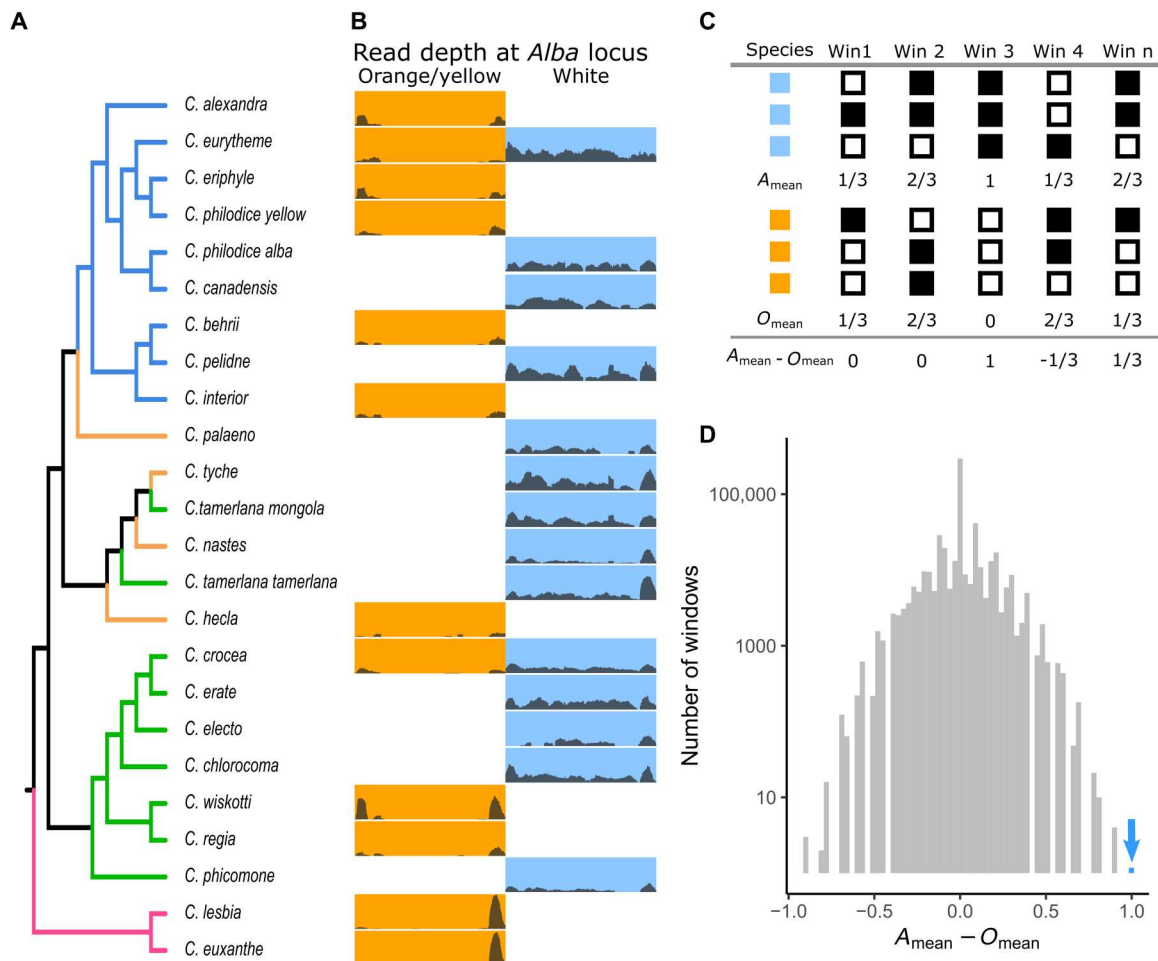 A
B
Read depth at Alba locus
Orange/yellow White
C. alexandra
C. eurytheme
C. eriphyle
C. philodice yellow
C. philodice alba
C. canadensis
C. behrii
C. pelidne
C. interior
C. palaeno
C. tyche
C.tamerlana mongola
C. nastes
C. tamerlana tamerlana
C. hecla
C. crocea
C. erate
C. electo
C. chlorocoma
C. wiskotti
C. regia
C. phicomone
C. lesbia
C. euxanthe
C
Species Win1 Win 2 Win 3 Win 4 Win n
Amean 1/3 2/3 1 1/3 2/3
Omean 1/3 2/3 0 2/3 1/3
Amean - Omean 0 0 1 -1/3 1/3
D
Number of windows
100,000
1000
10
−1.0 −0.5 0.0 0.5 1.0
Amean − Omean